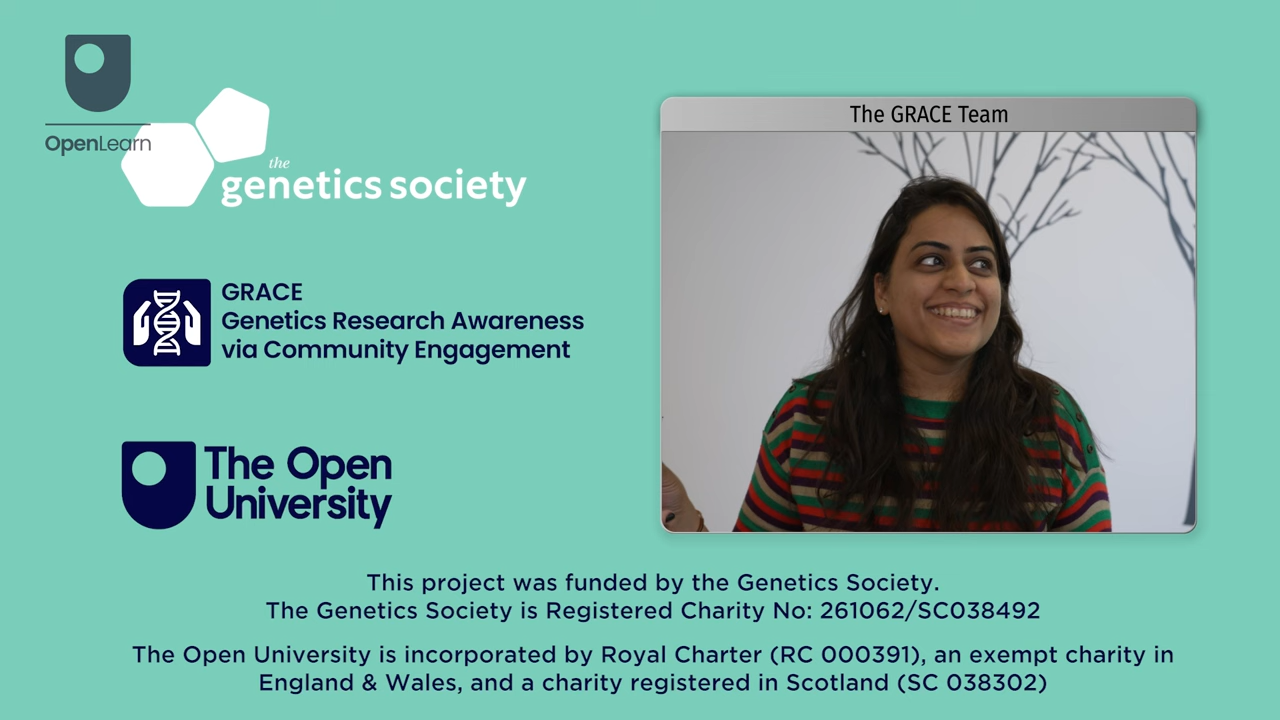 OpenLearn
the
genetics society
The GRACE Team
GRACE
Genetics Research Awareness
via Community Engagement
The Open
University
This project was funded by the Genetics Society.
The Genetics Society is Registered Charity No: 261062/SC038492
The Open University is incorporated by Royal Charter (RC 000391), an exempt charity in
England & Wales, and a charity registered in Scotland (SC 038302)